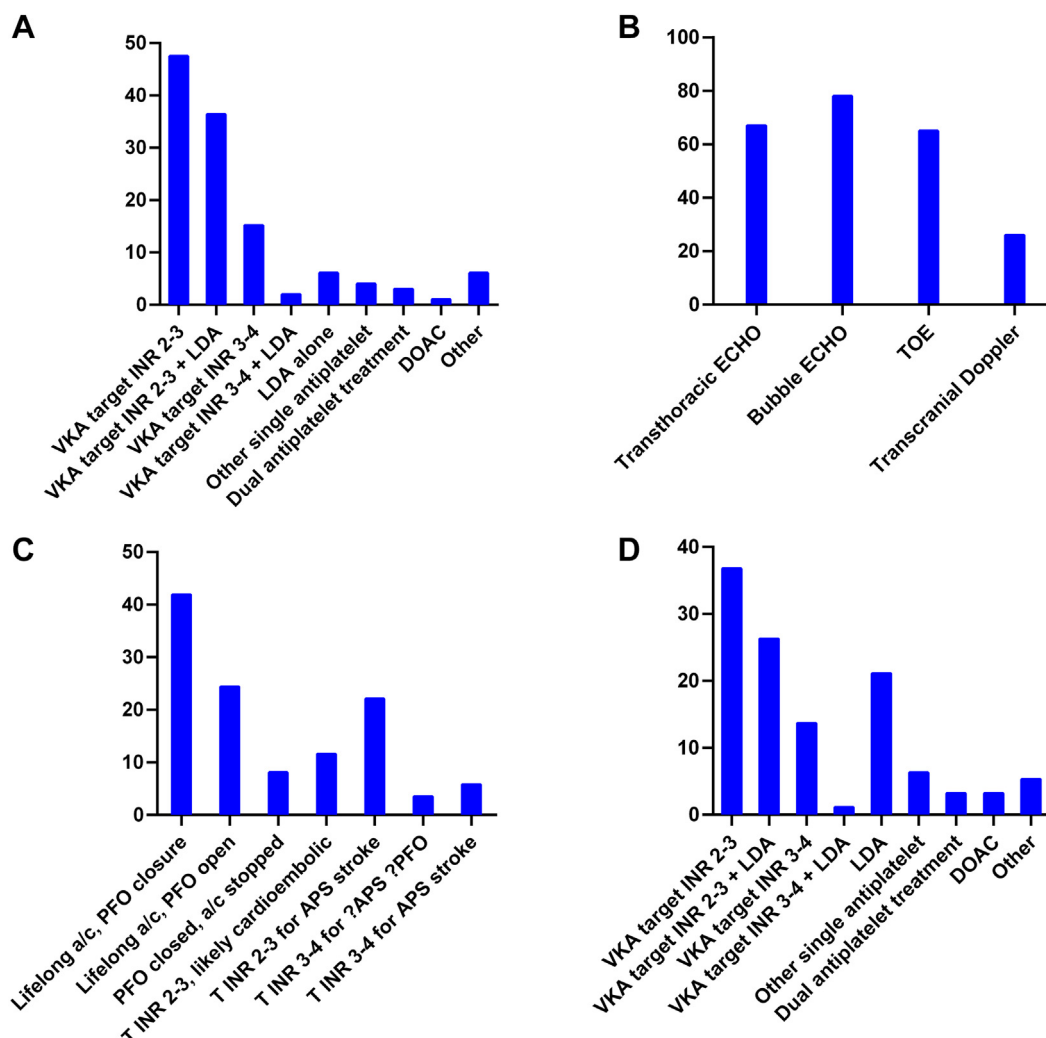 A
50
40
30
20
10
0
VKA target INR 2-3
VKA target INR 2-3 + LDA
VKA target INR 3-4
VKA target INR 3-4 + LDA
LDA alone
Other single antiplatelet
Dual antiplatelet treatment
DOAC
Other
B
100
80
60
40
20
0
Transthoracic ECHO
Bubble ECHO
TOE
Transcranial Doppler
C
50
40
30
20
10
0
Lifelong a/c, PFO closure
Lifelong a/c, PFO open
PFO closed, a/c stopped
T INR 2-3, likely cardioembolic
T INR 2-3 for APS stroke
T INR 3-4 for ?APS ?PFO
T INR 3-4 for APS stroke
D
40
30
20
10
0
VKA target INR 2-3
VKA target INR 2-3 + LDA
VKA target INR 3-4
VKA target INR 3-4 + LDA
LDA
Other single antiplatelet
Dual antiplatelet treatment
DOAC
Other